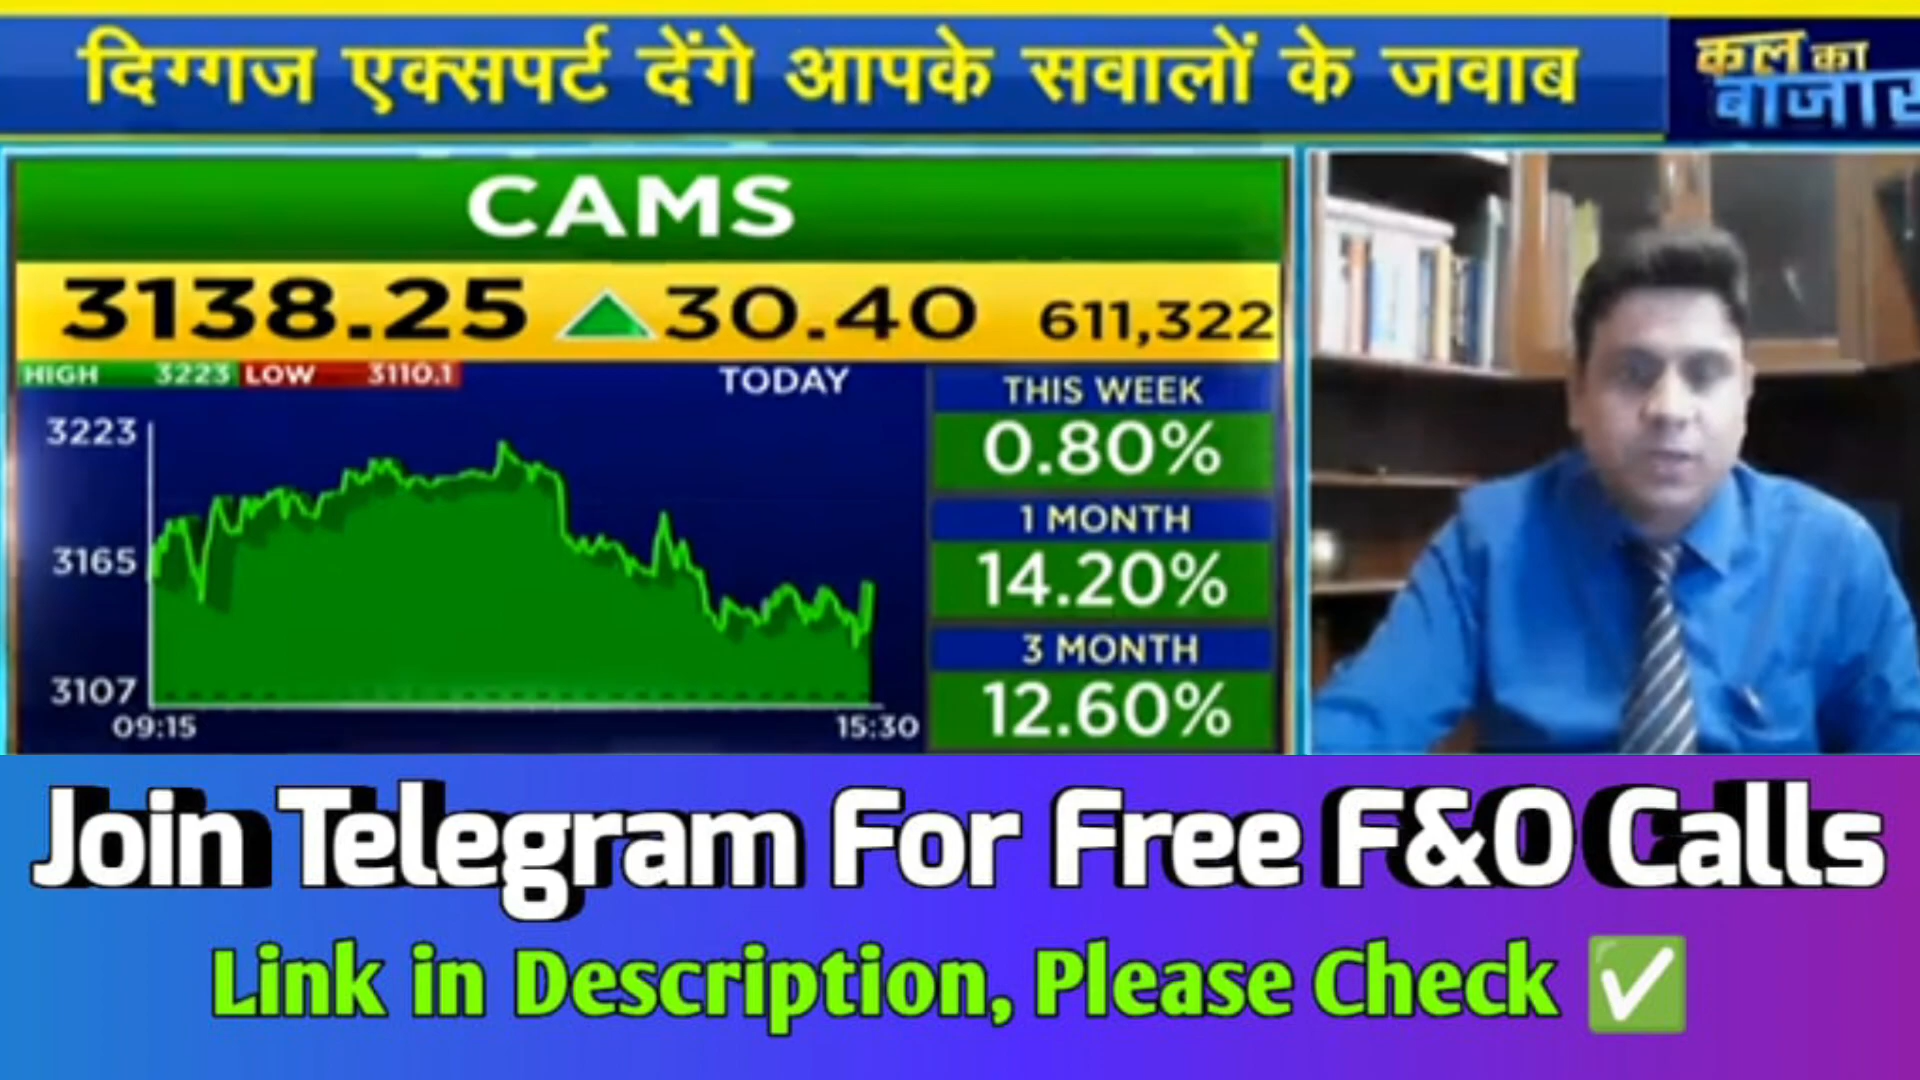 दिग्गज एक्सपर्ट देंगे आपके सवालों के जवाब
कल का
बाजार
CAMS
3138.25 30.40 611,322
HIGH 3223 LOW 3110.1
TODAY
3223
3165
3107
09:15 15:30
THIS WEEK
0.80%
1 MONTH
14.20%
3 MONTH
12.60%
Join Telegram For Free F&O Calls
Link in Description, Please Check ✅